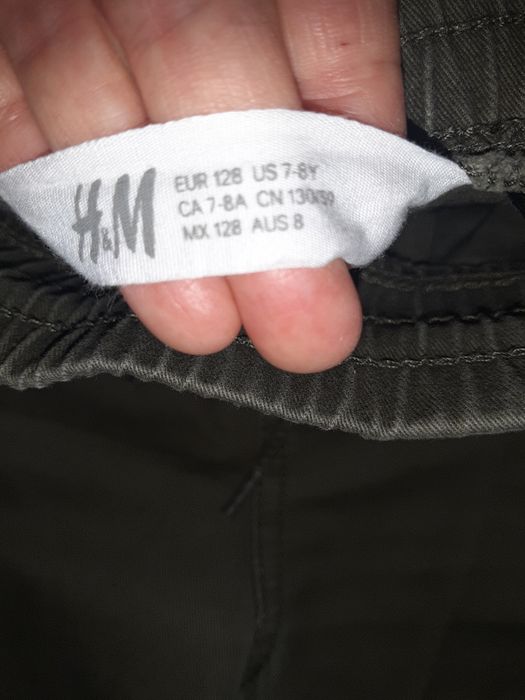 H&M
EUR 128 US 7-8Y
CA 7-8A CN 130/59
MX 128 AUS 8